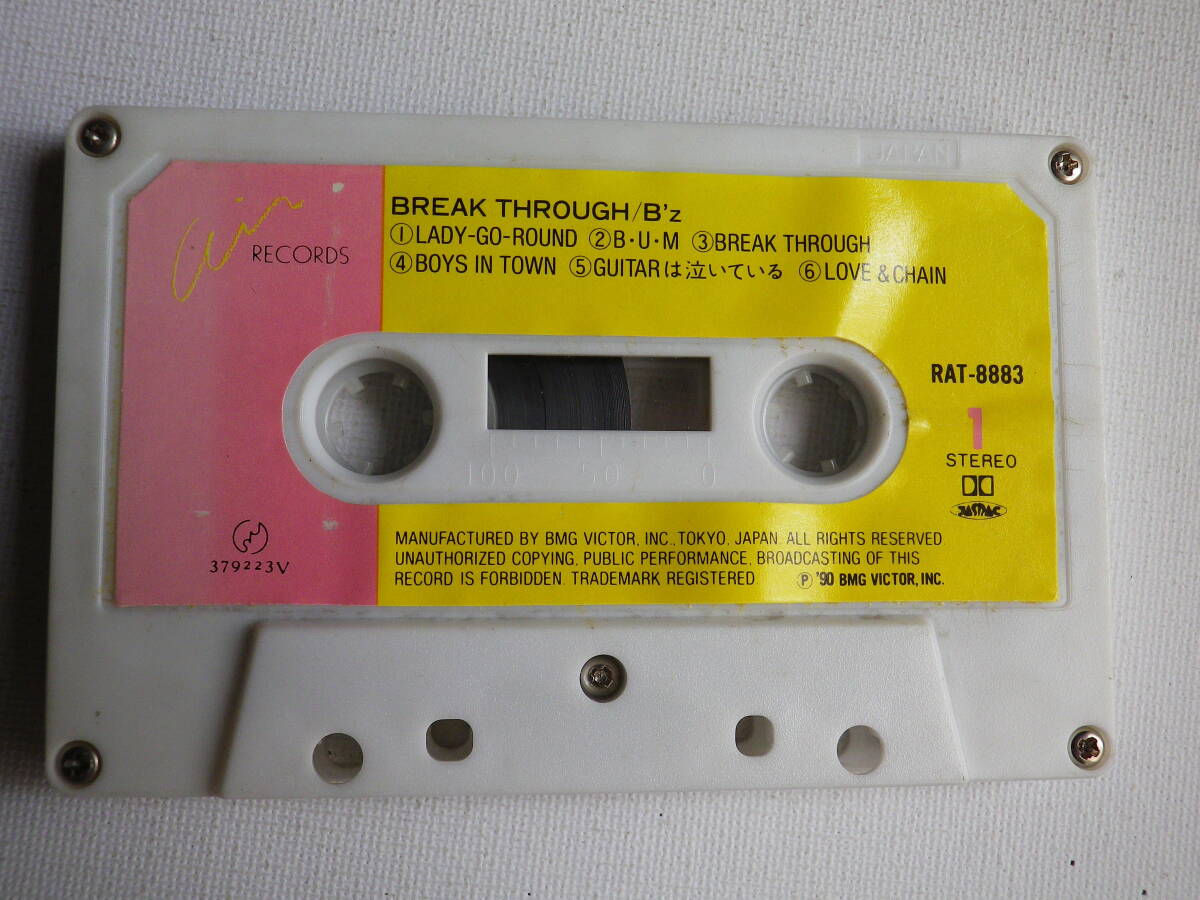 JAPAN
Air
RECORDS
BREAK THROUGH/B'z
①LADY-GO-ROUND ②B・U・M ③BREAK THROUGH
④BOYS IN TOWN ⑤GUITARは泣いている ⑥LOVE & CHAIN
RAT-8883
1
STEREO
100 50 0
MANUFACTURED BY BMG VICTOR, INC., TOKYO, JAPAN. ALL RIGHTS RESERVED.
UNAUTHORIZED COPYING, PUBLIC PERFORMANCE, BROADCASTING OF THIS
RECORD IS FORBIDDEN. TRADEMARK REGISTERED. Ⓟ '90 BMG VICTOR, INC.
379223V